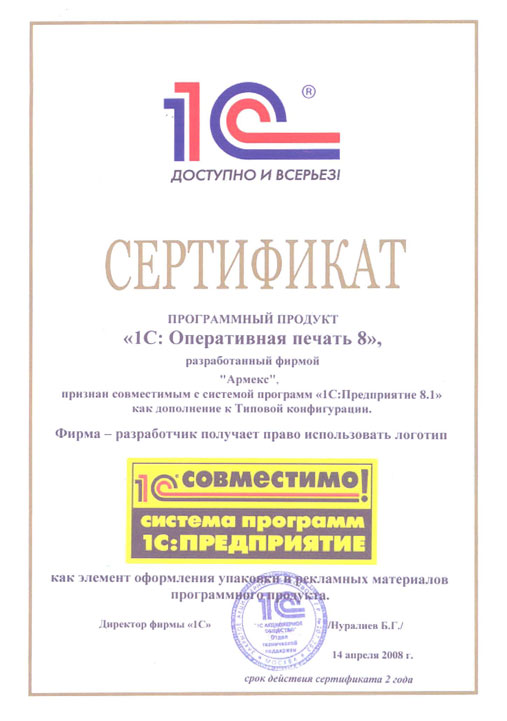 1С®
ДОСТУПНО И ВСЕРЬЕЗ!
СЕРТИФИКАТ
ПРОГРАММНЫЙ ПРОДУКТ
«1С: Оперативная печать 8»,
разработанный фирмой
"Армекс",
признан совместимым с системой программ «1С:Предприятие 8.1»
как дополнение к Типовой конфигурации.
Фирма – разработчик получает право использовать логотип
1С СОВМЕСТИМО!
система программ
1С:ПРЕДПРИЯТИЕ
как элемент оформления упаковки и рекламных материалов
программного продукта.
Директор фирмы «1С» /Нуралиев Б.Г./
1С
"1С АКЦИОНЕРНОЕ
ОБЩЕСТВО"
Отдел
технической
поддержки
МОСКВА
14 апреля 2008 г.
срок действия сертификата 2 года